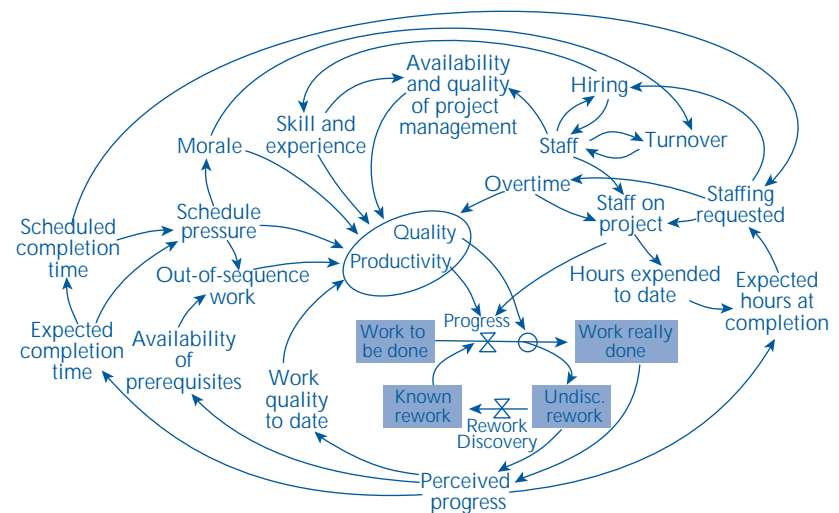 Availability
and quality
of project
management
Hiring
Skill and
experience
Morale
Staff
Turnover
Overtime
Staffing
requested
Staff on
project
Scheduled
completion
time
Schedule
pressure
Quality
Productivity
Out-of-sequence
work
Hours expended
to date
Expected
hours at
completion
Expected
completion
time
Availability
of
prerequisites
Progress
Work to
be done
Work really
done
Work
quality
to date
Known
rework
Undisc.
rework
Rework
Discovery
Perceived
progress